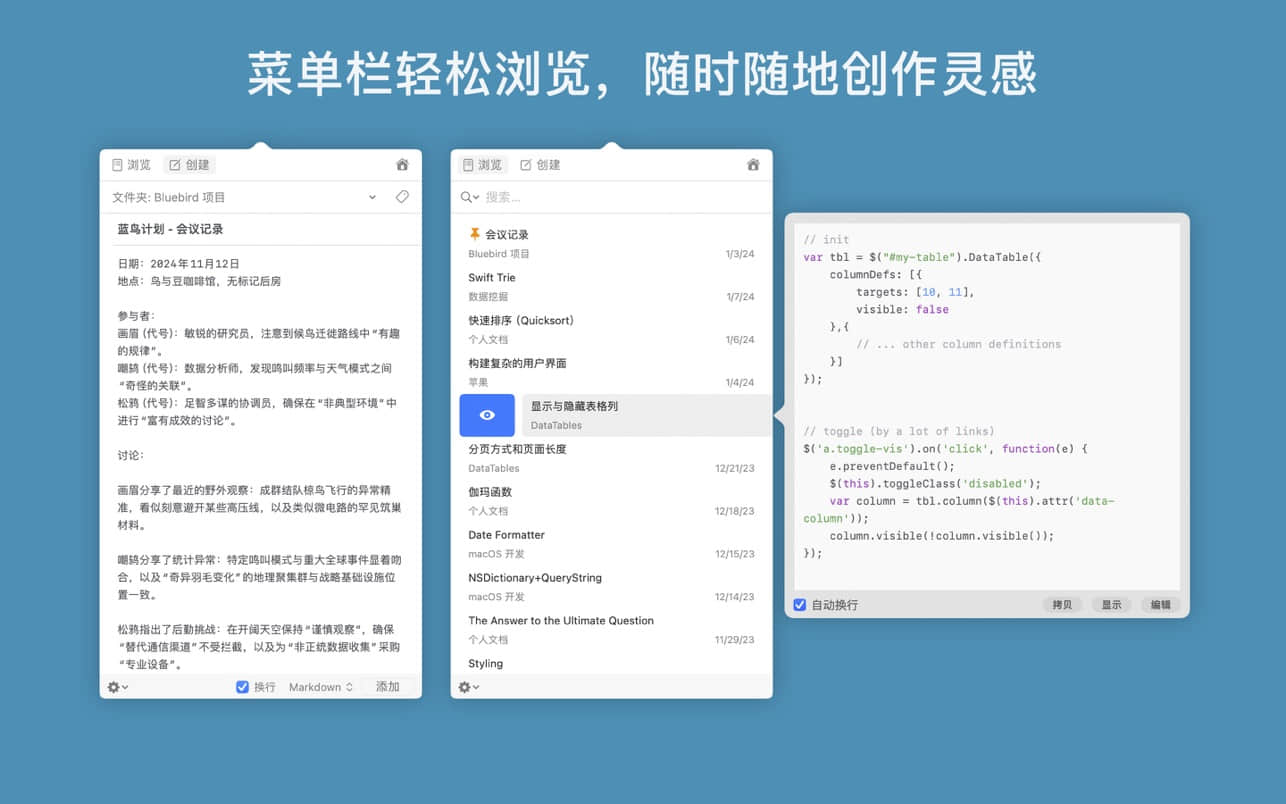 菜单栏轻松浏览，随时随地创作灵感
浏览 创建
文件夹: Bluebird 项目
蓝鸟计划 - 会议记录
日期：2024年11月12日
地点：鸟与豆咖啡馆，无标记后房
参与者：
画眉（代号）：敏锐的研究员，注意到候鸟迁徙路线中“有趣
的规律”。
嘲鸫（代号）：数据分析师，发现鸣叫频率与天气模式之间
“奇怪的关联”。
松鸦（代号）：足智多谋的协调员，确保在“非典型环境”中
进行“富有成效的讨论”。
讨论：
画眉分享了最近的野外观察：成群结队椋鸟飞行的异常精
准，看似刻意避开某些高压线，以及类似微电路的罕见筑巢
材料。
嘲鸫分享了统计异常：特定鸣叫模式与重大全球事件显着吻
合，以及“奇异羽毛变化”的地理聚集群与战略基础设施位
置一致。
松鸦指出了后勤挑战：在开阔天空保持“谨慎观察”，确保
“替代通信渠道”不受拦截，以及为“非正统数据收集”采购
“专业设备”。
换行 Markdown 添加
浏览 创建
搜索...
会议记录
Bluebird 项目 1/3/24
Swift Trie
数据挖掘 1/7/24
快速排序 (Quicksort)
个人文档 1/6/24
构建复杂的用户界面
苹果 1/4/24
显示与隐藏表格列
DataTables
分页方式和页面长度
DataTables 12/21/23
伽玛函数
个人文档 12/18/23
Date Formatter
macOS 开发 12/15/23
NSDictionary+QueryString
macOS 开发 12/14/23
The Answer to the Ultimate Question
个人文档 11/29/23
Styling
// init
var tbl = $("#my-table").DataTable({
columnDefs: [{
targets: [10, 11],
visible: false
},{
// ... other column definitions
}]
});
// toggle (by a lot of links)
$('a.toggle-vis').on('click', function(e) {
e.preventDefault();
$(this).toggleClass('disabled');
var column = tbl.column($(this).attr('data-
column'));
column.visible(!column.visible());
});
自动换行 拷贝 显示 编辑